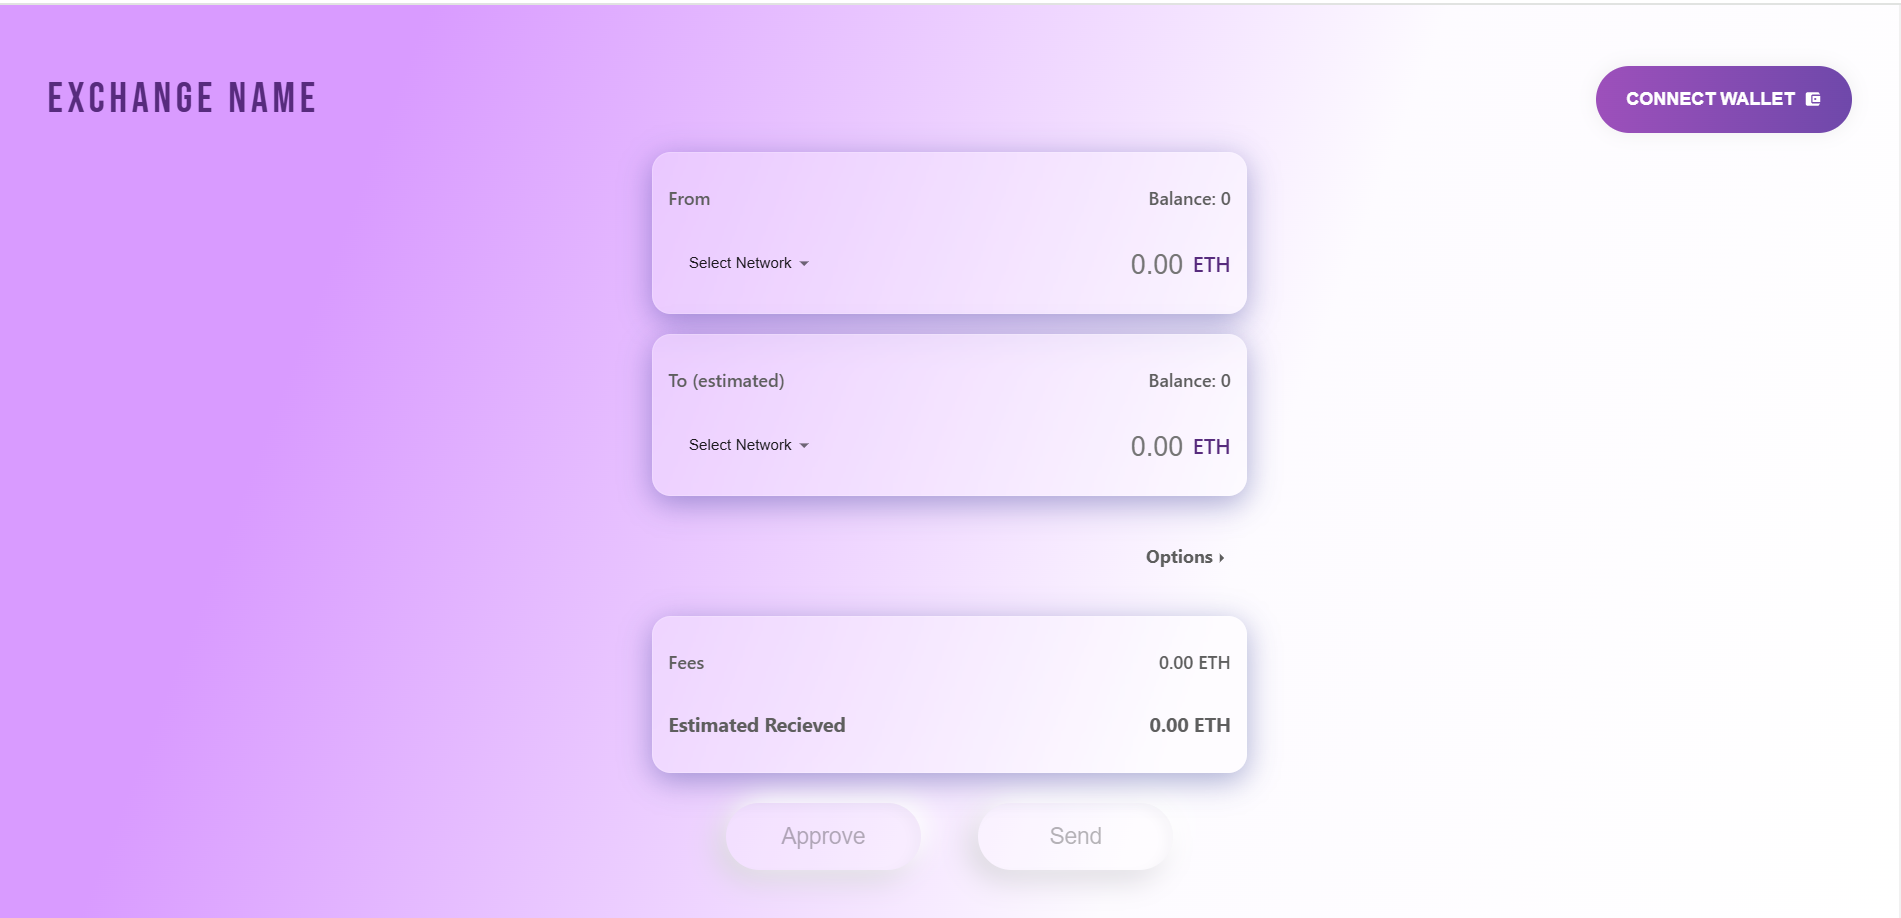 EXCHANGE NAME
CONNECT WALLET
From Balance: 0
Select Network 0.00 ETH
To (estimated) Balance: 0
Select Network 0.00 ETH
Options
Fees 0.00 ETH
Estimated Recieved 0.00 ETH
Approve Send